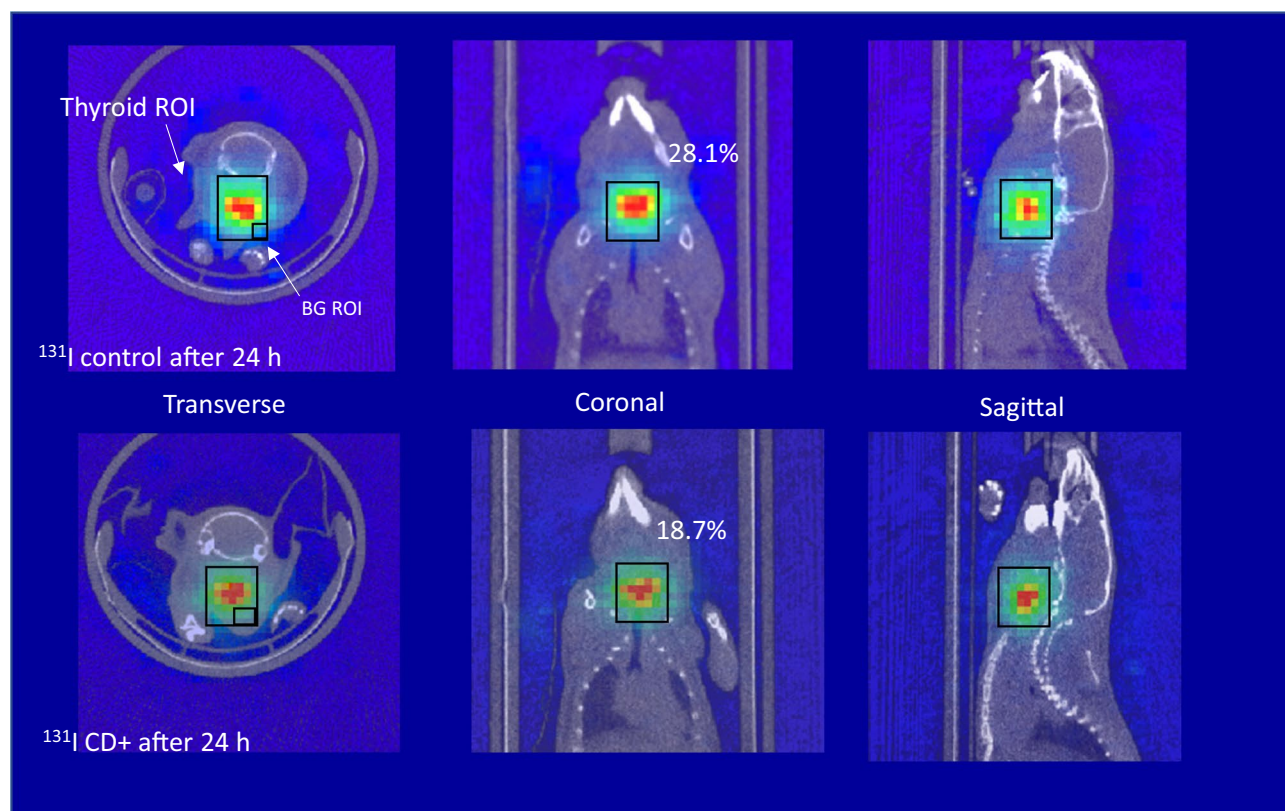 Thyroid ROI
28.1%
BG ROI
¹³¹I control after 24 h
Transverse
Coronal
Sagittal
18.7%
¹³¹I CD+ after 24 h